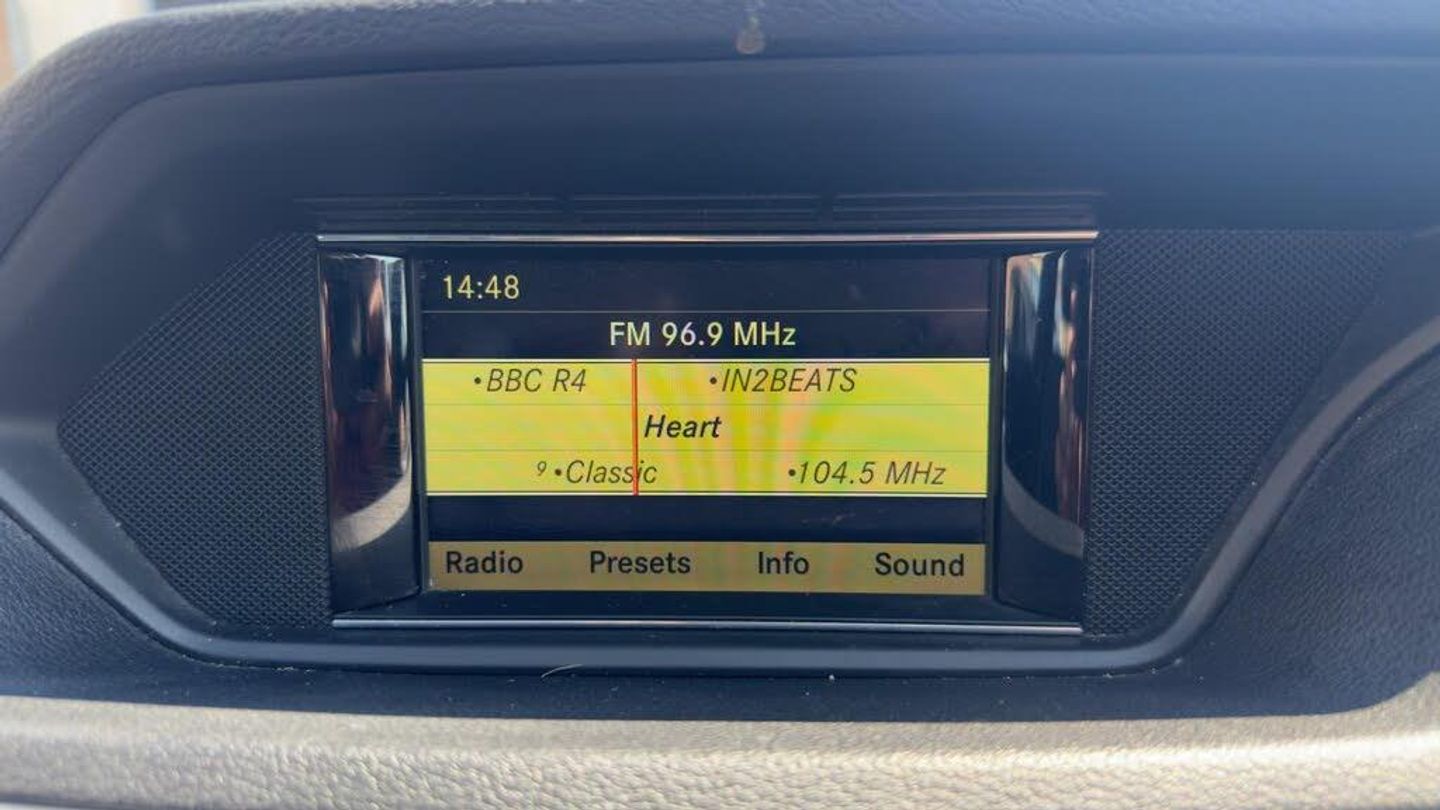 14:48
FM 96.9 MHz
•BBC R4 •IN2BEATS
Heart
9 •Classic •104.5 MHz
Radio Presets Info Sound